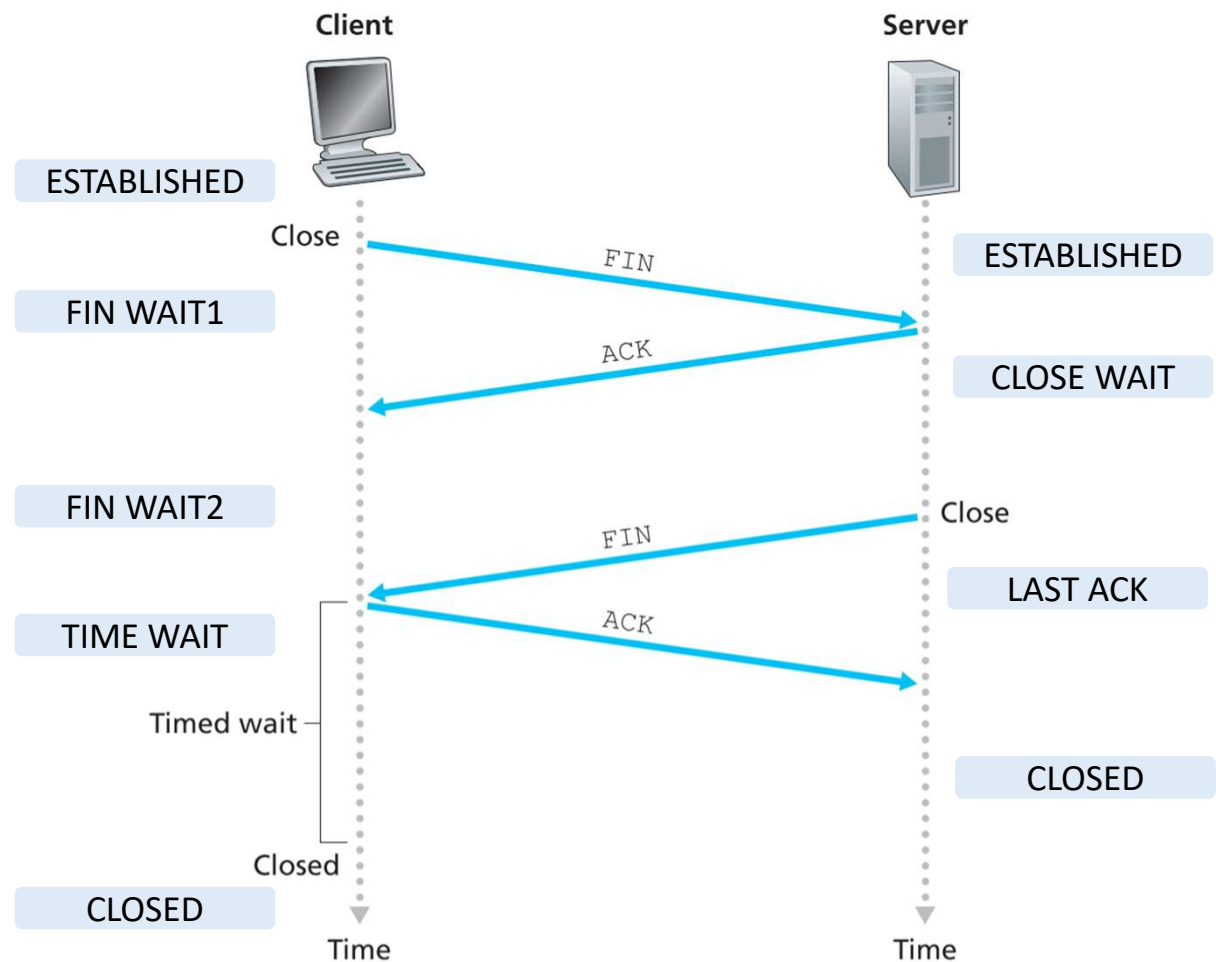 Client
Server
ESTABLISHED
Close
FIN
ESTABLISHED
FIN WAIT1
ACK
CLOSE WAIT
FIN WAIT2
Close
FIN
LAST ACK
TIME WAIT
ACK
Timed wait
CLOSED
Closed
CLOSED
Time
Time